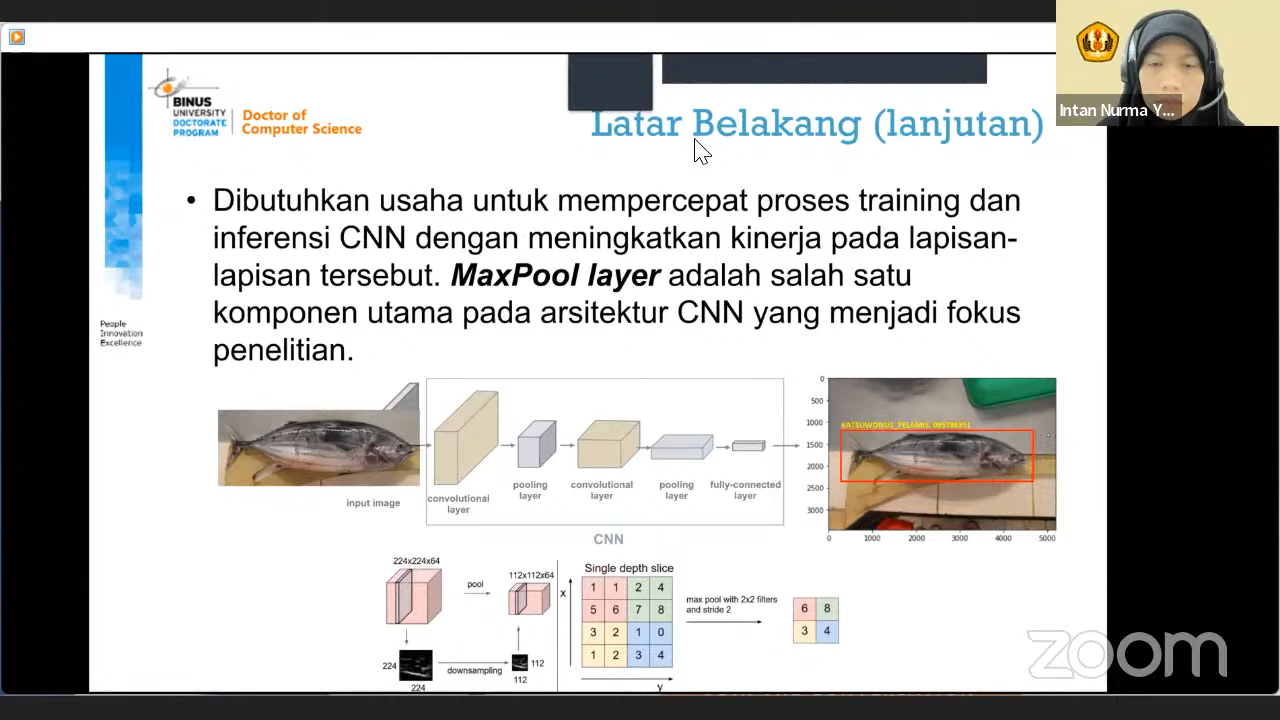 BINUS
UNIVERSITY
DOCTORATE
PROGRAM
Doctor of
Computer Science
Latar Belakang (lanjutan)
Intan Nurma Y...
• Dibutuhkan usaha untuk mempercepat proses training dan
inferensi CNN dengan meningkatkan kinerja pada lapisan-
lapisan tersebut. MaxPool layer adalah salah satu
komponen utama pada arsitektur CNN yang menjadi fokus
penelitian.
People
Innovation
Excellence
input image
convolutional
layer
pooling
layer
convolutional
layer
pooling
layer
fully-connected
layer
CNN
KATSUWONUS_PELAMIS, 095786351
0
500
1000
1500
2000
2500
3000
0 1000 2000 3000 4000 5000
224x224x64
pool
112x112x64
224
224
downsampling
112
112
Single depth slice
x
1 1 2 4
5 6 7 8
3 2 1 0
1 2 3 4
y
max pool with 2x2 filters
and stride 2
6 8
3 4
zoom